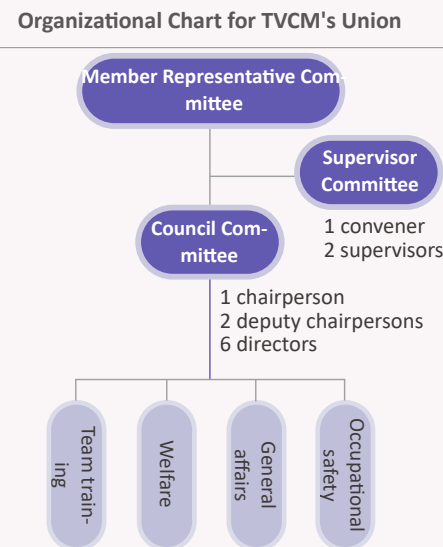 Organizational Chart for TVCM's Union
Member Representative Com-
mittee
Supervisor
Committee
1 convener
2 supervisors
Council Com-
mittee
1 chairperson
2 deputy chairpersons
6 directors
Team train-
ing
Welfare
General
affairs
Occupational
safety